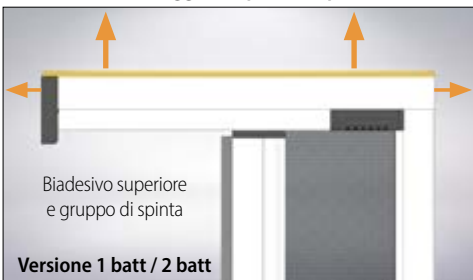 Biadesivo superiore
e gruppo di spinta
Versione 1 batt / 2 batt